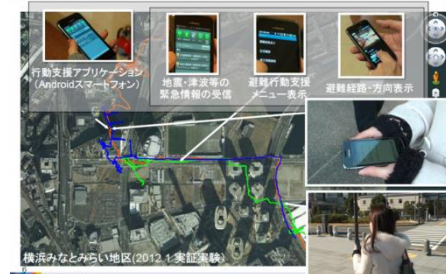 行動支援アプリケーション
(Androidスマートフォン)
地震・津波等の
緊急情報の受信
避難行動支援
メニュー表示
避難経路・方向表示
横浜みなとみらい地区(2012.1実証実験)